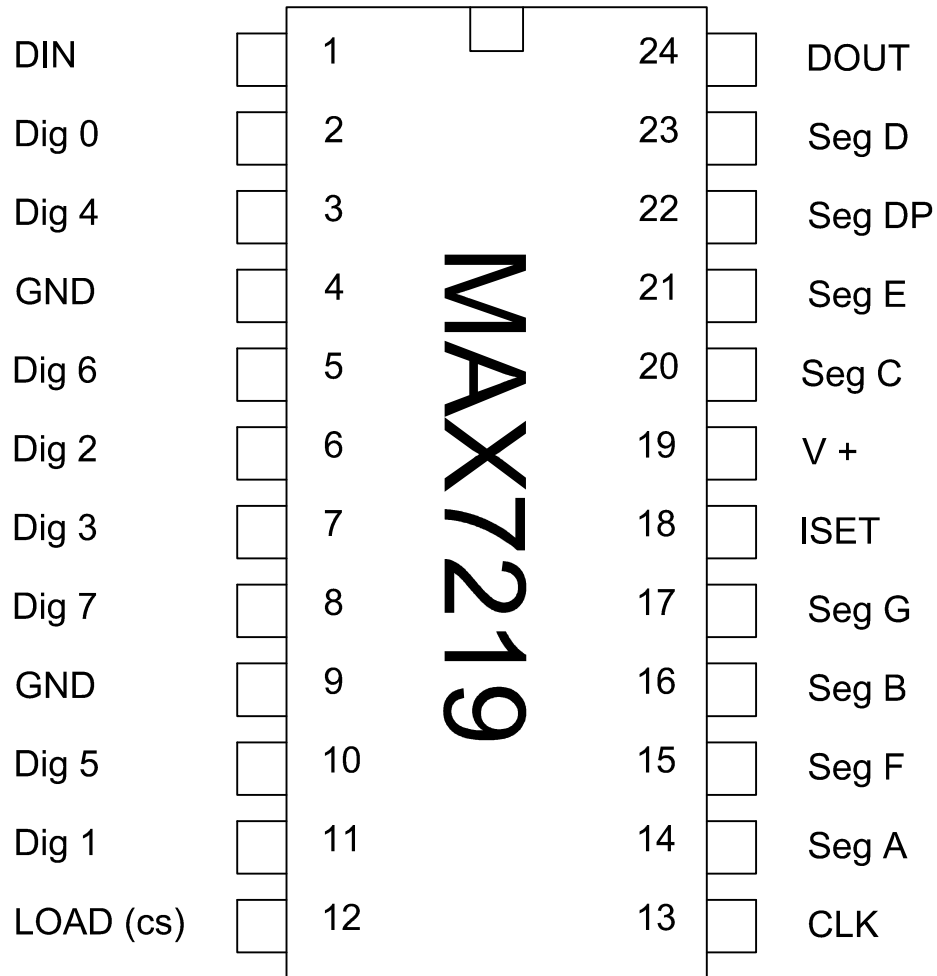 DIN 1 24 DOUT
Dig 0 2 23 Seg D
Dig 4 3 22 Seg DP
GND 4 21 Seg E
Dig 6 5 20 Seg C
Dig 2 6 19 V +
Dig 3 7 18 ISET
Dig 7 8 17 Seg G
GND 9 16 Seg B
Dig 5 10 15 Seg F
Dig 1 11 14 Seg A
LOAD (cs) 12 13 CLK
MAX7219